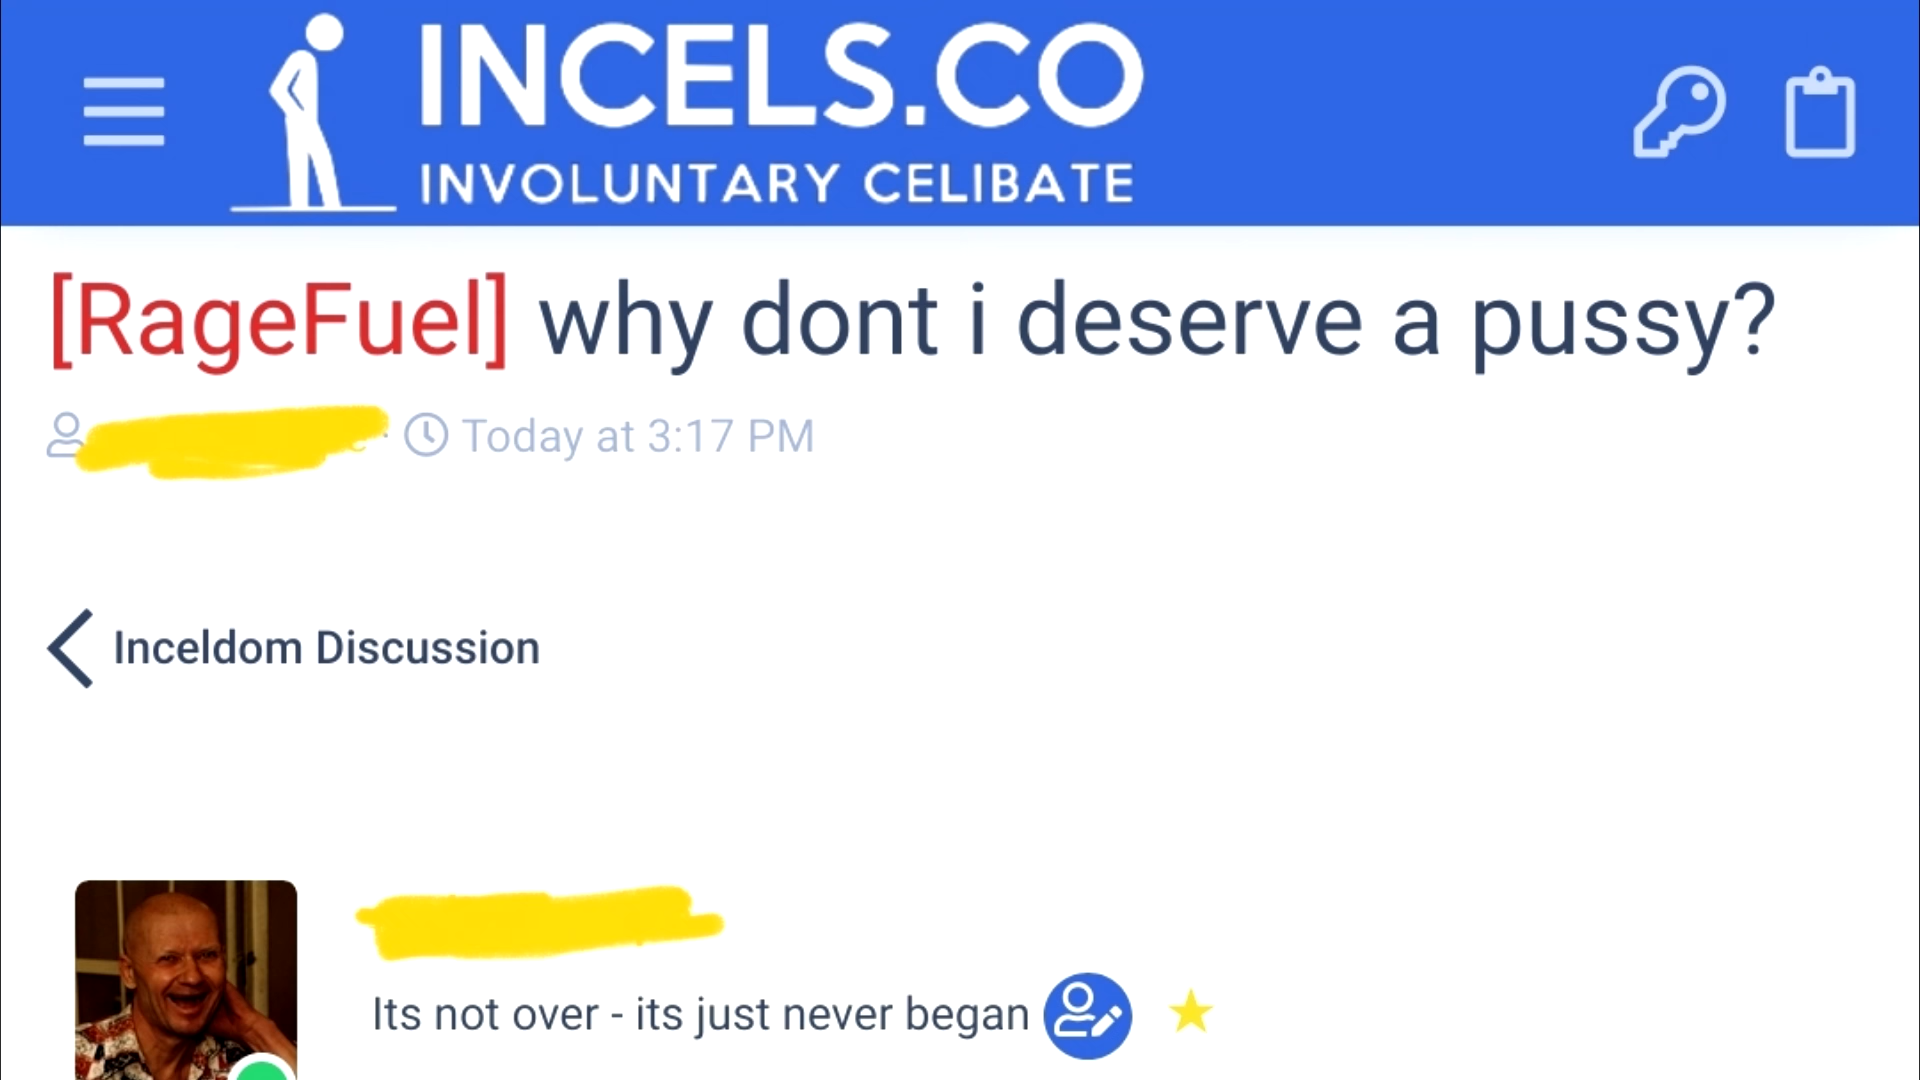 INCELS.CO
INVOLUNTARY CELIBATE
[RageFuel] why dont i deserve a pussy?
Today at 3:17 PM
Inceldom Discussion
Its not over - its just never began